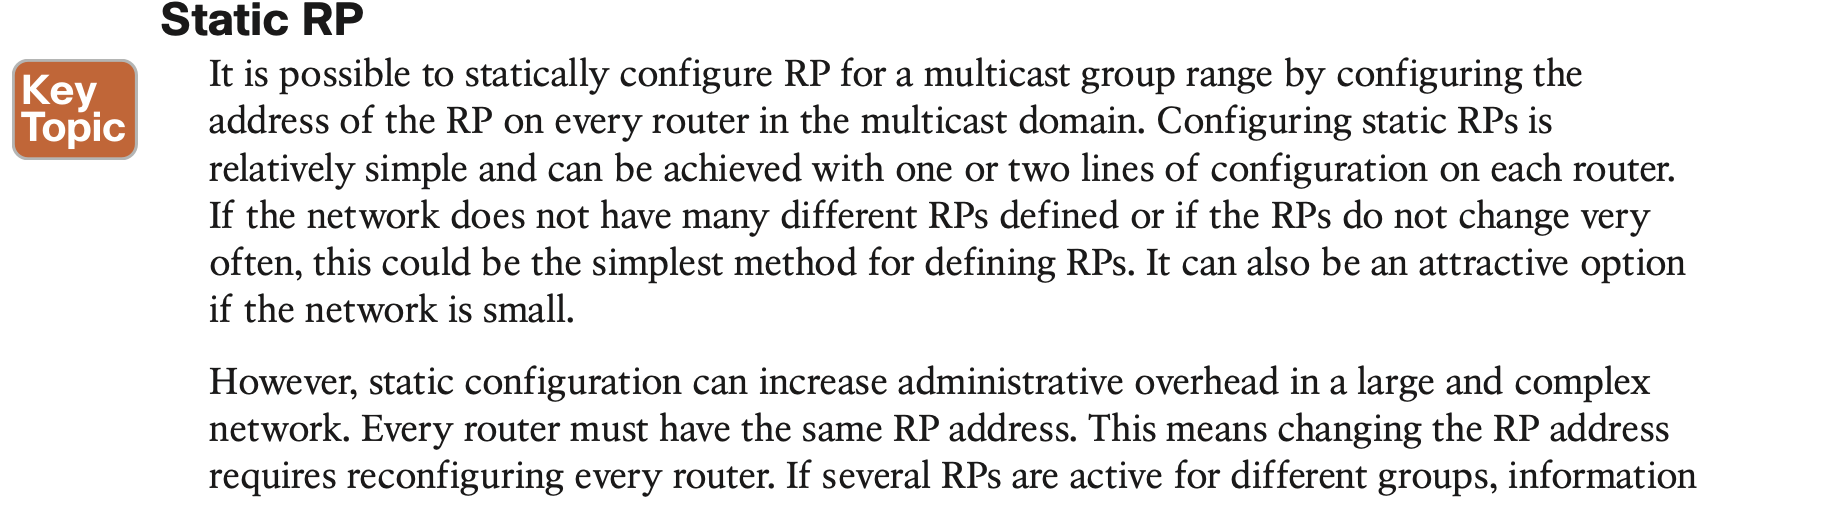 Static RP
Key
Topic
It is possible to statically configure RP for a multicast group range by configuring the
address of the RP on every router in the multicast domain. Configuring static RPs is
relatively simple and can be achieved with one or two lines of configuration on each router.
If the network does not have many different RPs defined or if the RPs do not change very
often, this could be the simplest method for defining RPs. It can also be an attractive option
if the network is small.
However, static configuration can increase administrative overhead in a large and complex
network. Every router must have the same RP address. This means changing the RP address
requires reconfiguring every router. If several RPs are active for different groups, information